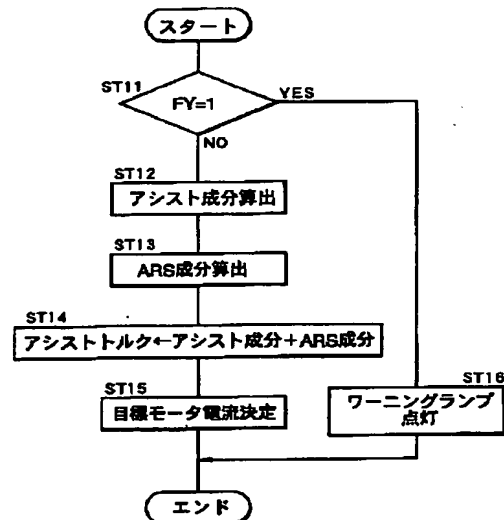 スタート
ST11
FY=1
YES
NO
ST12
アシスト成分算出
ST13
ARS成分算出
ST14
アシストトルク←アシスト成分+ARS成分
ST15
目標モータ電流決定
ST16
ワーニングランプ
点灯
エンド